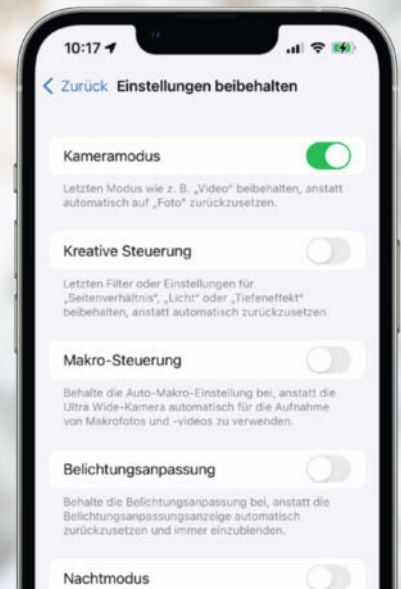 10:17
Zurück Einstellungen beibehalten
Kameramodus
Letzten Modus wie z. B. „Video“ beibehalten, anstatt
automatisch auf „Foto“ zurückzusetzen.
Kreative Steuerung
Letzten Filter oder Einstellungen für
„Seitenverhältnis“, „Licht“ oder „Tiefeneffekt“
beibehalten, anstatt automatisch zurückzusetzen.
Makro-Steuerung
Behalte die Auto-Makro-Einstellung bei, anstatt die
Ultra Wide-Kamera automatisch für die Aufnahme
von Makrofotos und -videos zu verwenden.
Belichtungsanpassung
Behalte die Belichtungsanpassung bei, anstatt die
Belichtungsanpassungsanzeige automatisch
zurückzusetzen und immer einzublenden.
Nachtmodus